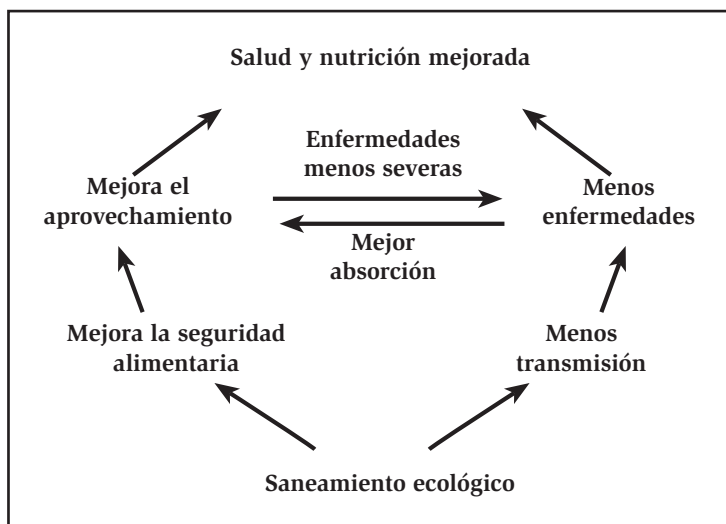 Salud y nutrición mejorada
Enfermedades
menos severas
Mejora el
aprovechamiento
Menos
enfermedades
Mejor
absorción
Mejora la seguridad
alimentaria
Menos
transmisión
Saneamiento ecológico